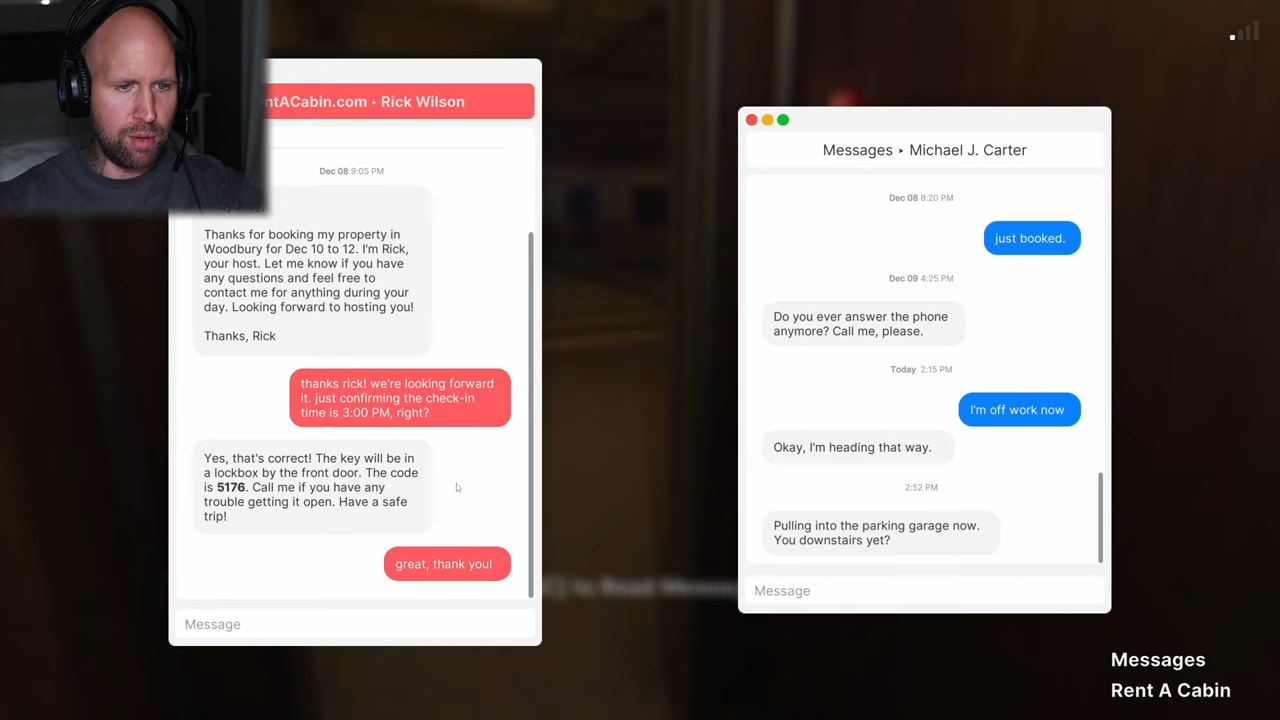 ntACabin.com ▸ Rick Wilson
Dec 08 9:05 PM
Thanks for booking my property in
Woodbury for Dec 10 to 12. I'm Rick,
your host. Let me know if you have
any questions and feel free to
contact me for anything during your
day. Looking forward to hosting you!
Thanks, Rick
thanks rick! we're looking forward
it. just confirming the check-in
time is 3:00 PM, right?
Yes, that's correct! The key will be
in a lockbox by the front door. The code
is 5176. Call me if you have any
trouble getting it open. Have a safe
trip!
great, thank you!
Message
Messages ▸ Michael J. Carter
Dec 08 8:20 PM
just booked.
Dec 09 4:25 PM
Do you ever answer the phone
anymore? Call me, please.
Today 2:15 PM
I'm off work now
Okay, I'm heading that way.
2:52 PM
Pulling into the parking garage now.
You downstairs yet?
Message
to Read
Messages
Rent A Cabin